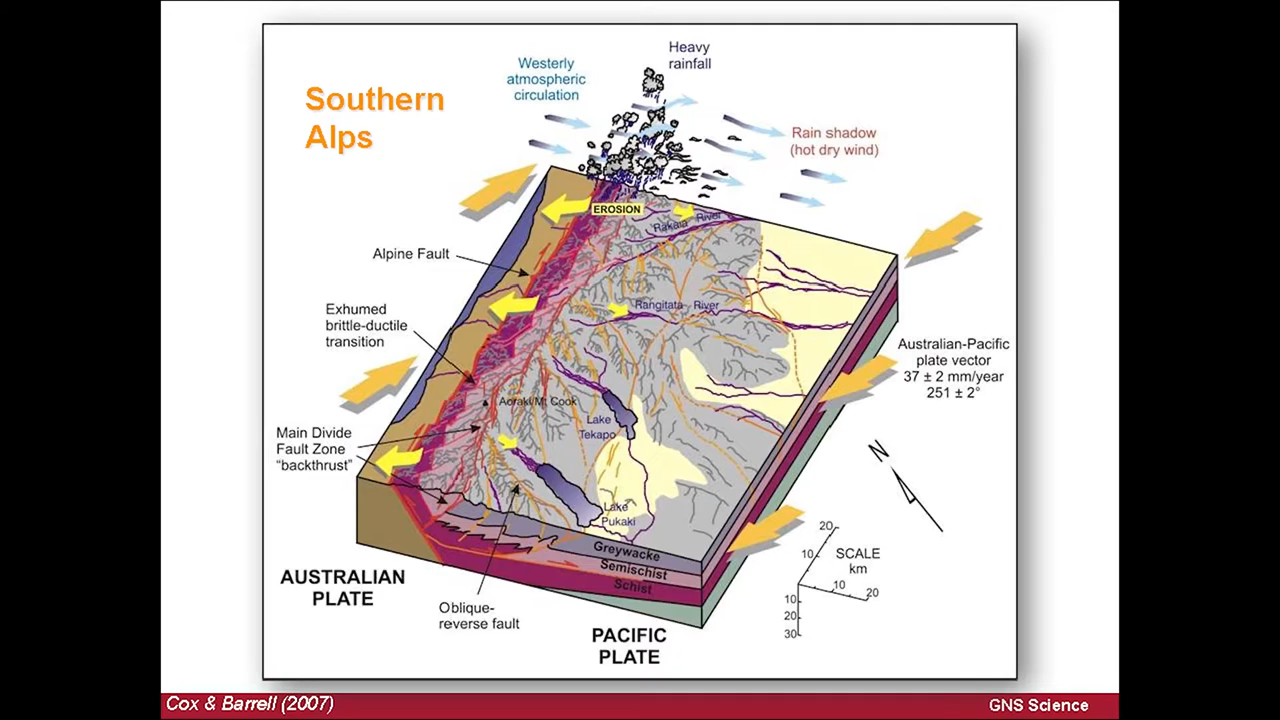 Southern
Alps
Westerly
atmospheric
circulation
Heavy
rainfall
Rain shadow
(hot dry wind)
EROSION
Rakaia River
Alpine Fault
Rangitata River
Exhumed
brittle-ductile
transition
Australian-Pacific
plate vector
37 ± 2 mm/year
251 ± 2°
Aoraki/Mt Cook
Lake
Tekapo
Main Divide
Fault Zone
"backthrust"
N
Lake
Pukaki
Greywacke
Semischist
Schist
20
10
SCALE
km
10
20
10
20
30
AUSTRALIAN
PLATE
Oblique-
reverse fault
PACIFIC
PLATE
Cox & Barrell (2007)
GNS Science